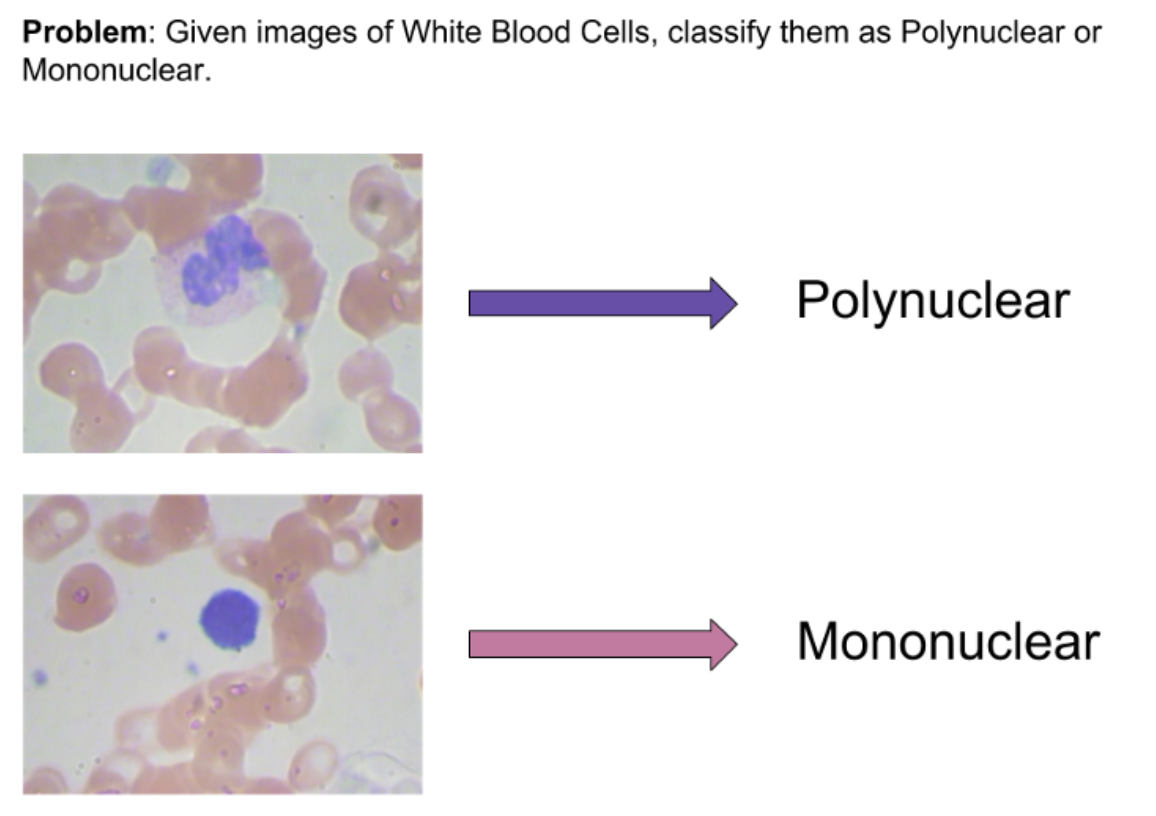 Problem: Given images of White Blood Cells, classify them as Polynuclear or
Mononuclear.
Polynuclear
Mononuclear